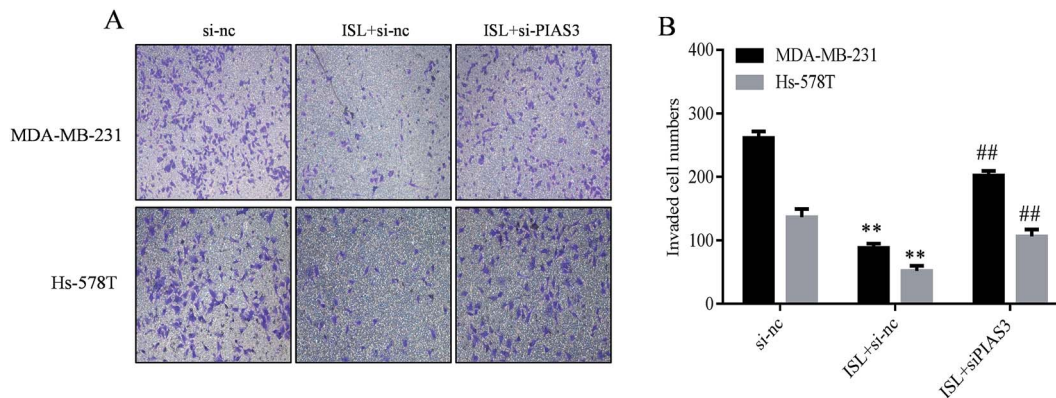 A
si-nc
ISL+si-nc
ISL+si-PIAS3
MDA-MB-231
Hs-578T
B
MDA-MB-231
Hs-578T
Invaded cell numbers
400
300
200
100
0
**
**
##
##
si-nc
ISL+si-nc
ISL+siPIAS3